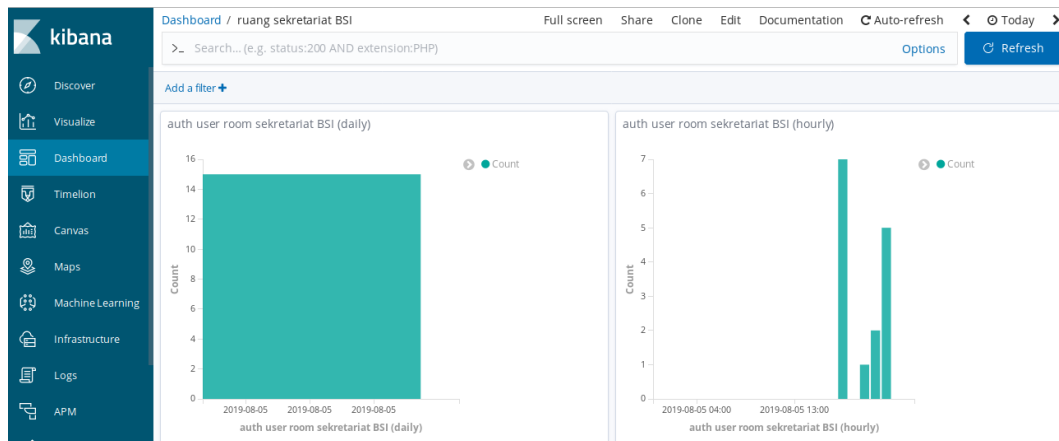 kibana
Discover
Visualize
Dashboard
Timelion
Canvas
Maps
Machine Learning
Infrastructure
Logs
APM
Dashboard / ruang sekretariat BSI
Full screen Share Clone Edit Documentation Auto-refresh Today
>_ Search... (e.g. status:200 AND extension:PHP) Options Refresh
Add a filter +
auth user room sekretariat BSI (daily)
Count
16
14
12
10
8
6
4
2
0
Count
2019-08-05 2019-08-05 2019-08-05
auth user room sekretariat BSI (daily)
auth user room sekretariat BSI (hourly)
Count
7
6
5
4
3
2
1
0
Count
2019-08-05 04:00 2019-08-05 13:00
auth user room sekretariat BSI (hourly)